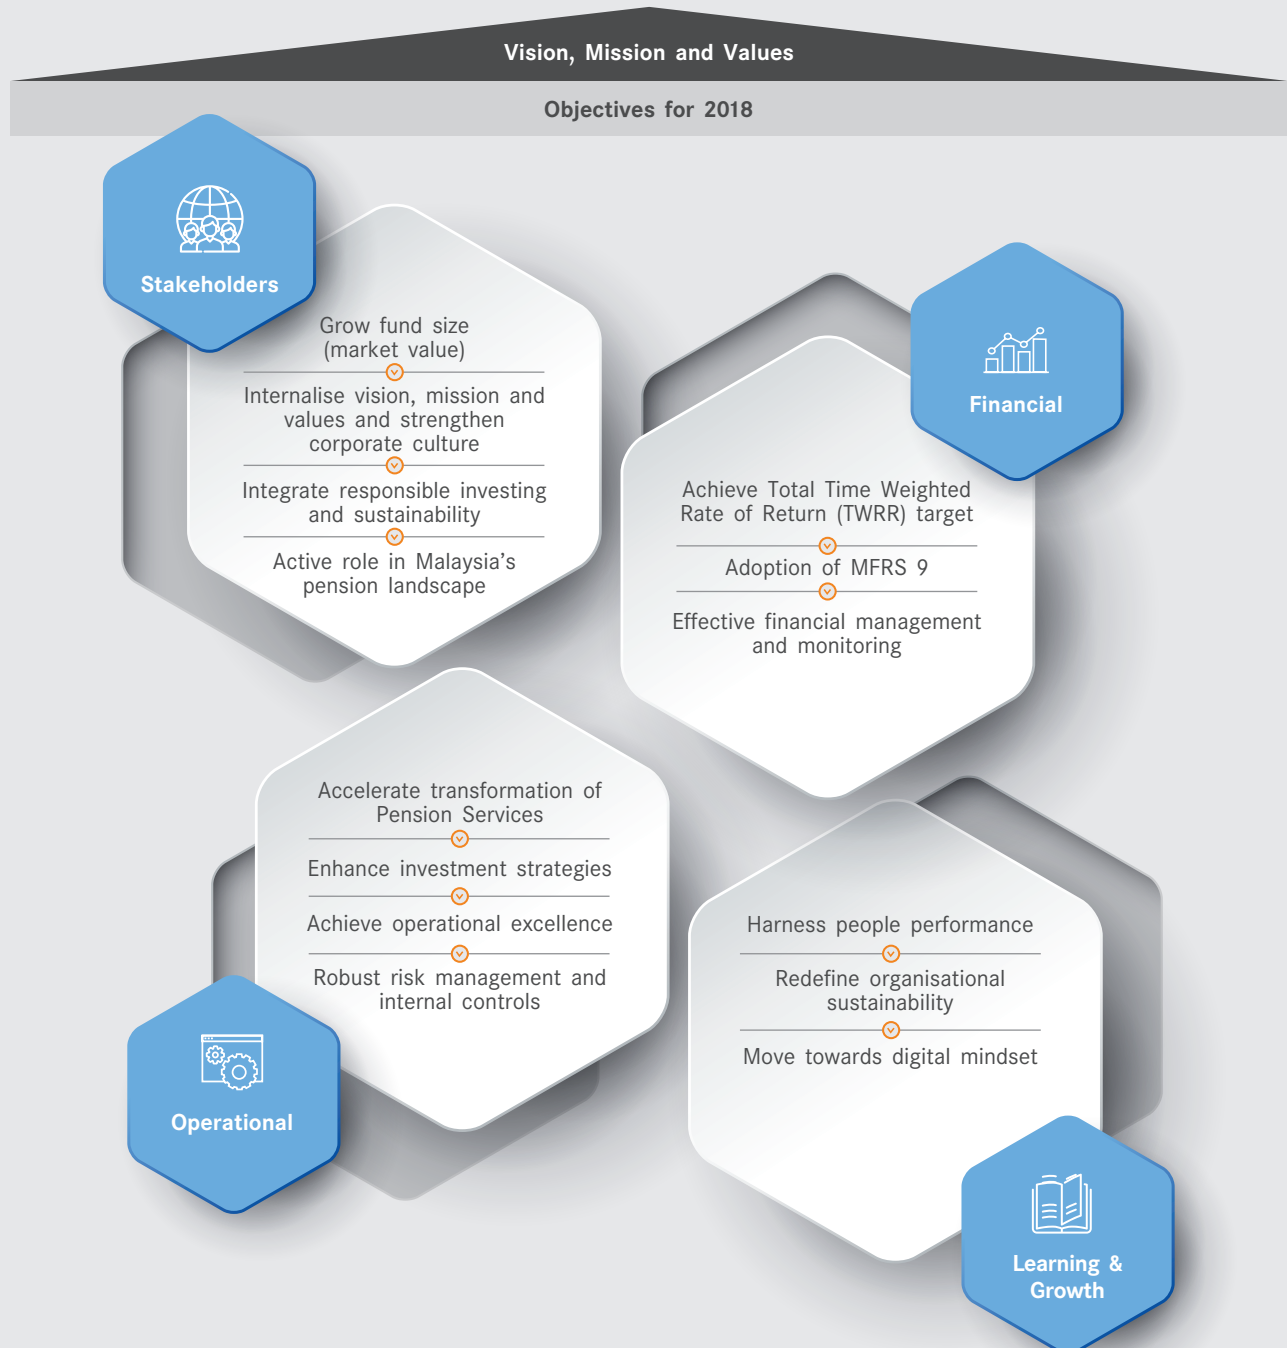 Vision, Mission and Values
Objectives for 2018
Stakeholders
Grow fund size
(market value)
Internalise vision, mission and
values and strengthen
corporate culture
Integrate responsible investing
and sustainability
Active role in Malaysia's
pension landscape
Financial
Achieve Total Time Weighted
Rate of Return (TWRR) target
Adoption of MFRS 9
Effective financial management
and monitoring
Accelerate transformation of
Pension Services
Enhance investment strategies
Achieve operational excellence
Robust risk management and
internal controls
Operational
Harness people performance
Redefine organisational
sustainability
Move towards digital mindset
Learning &
Growth